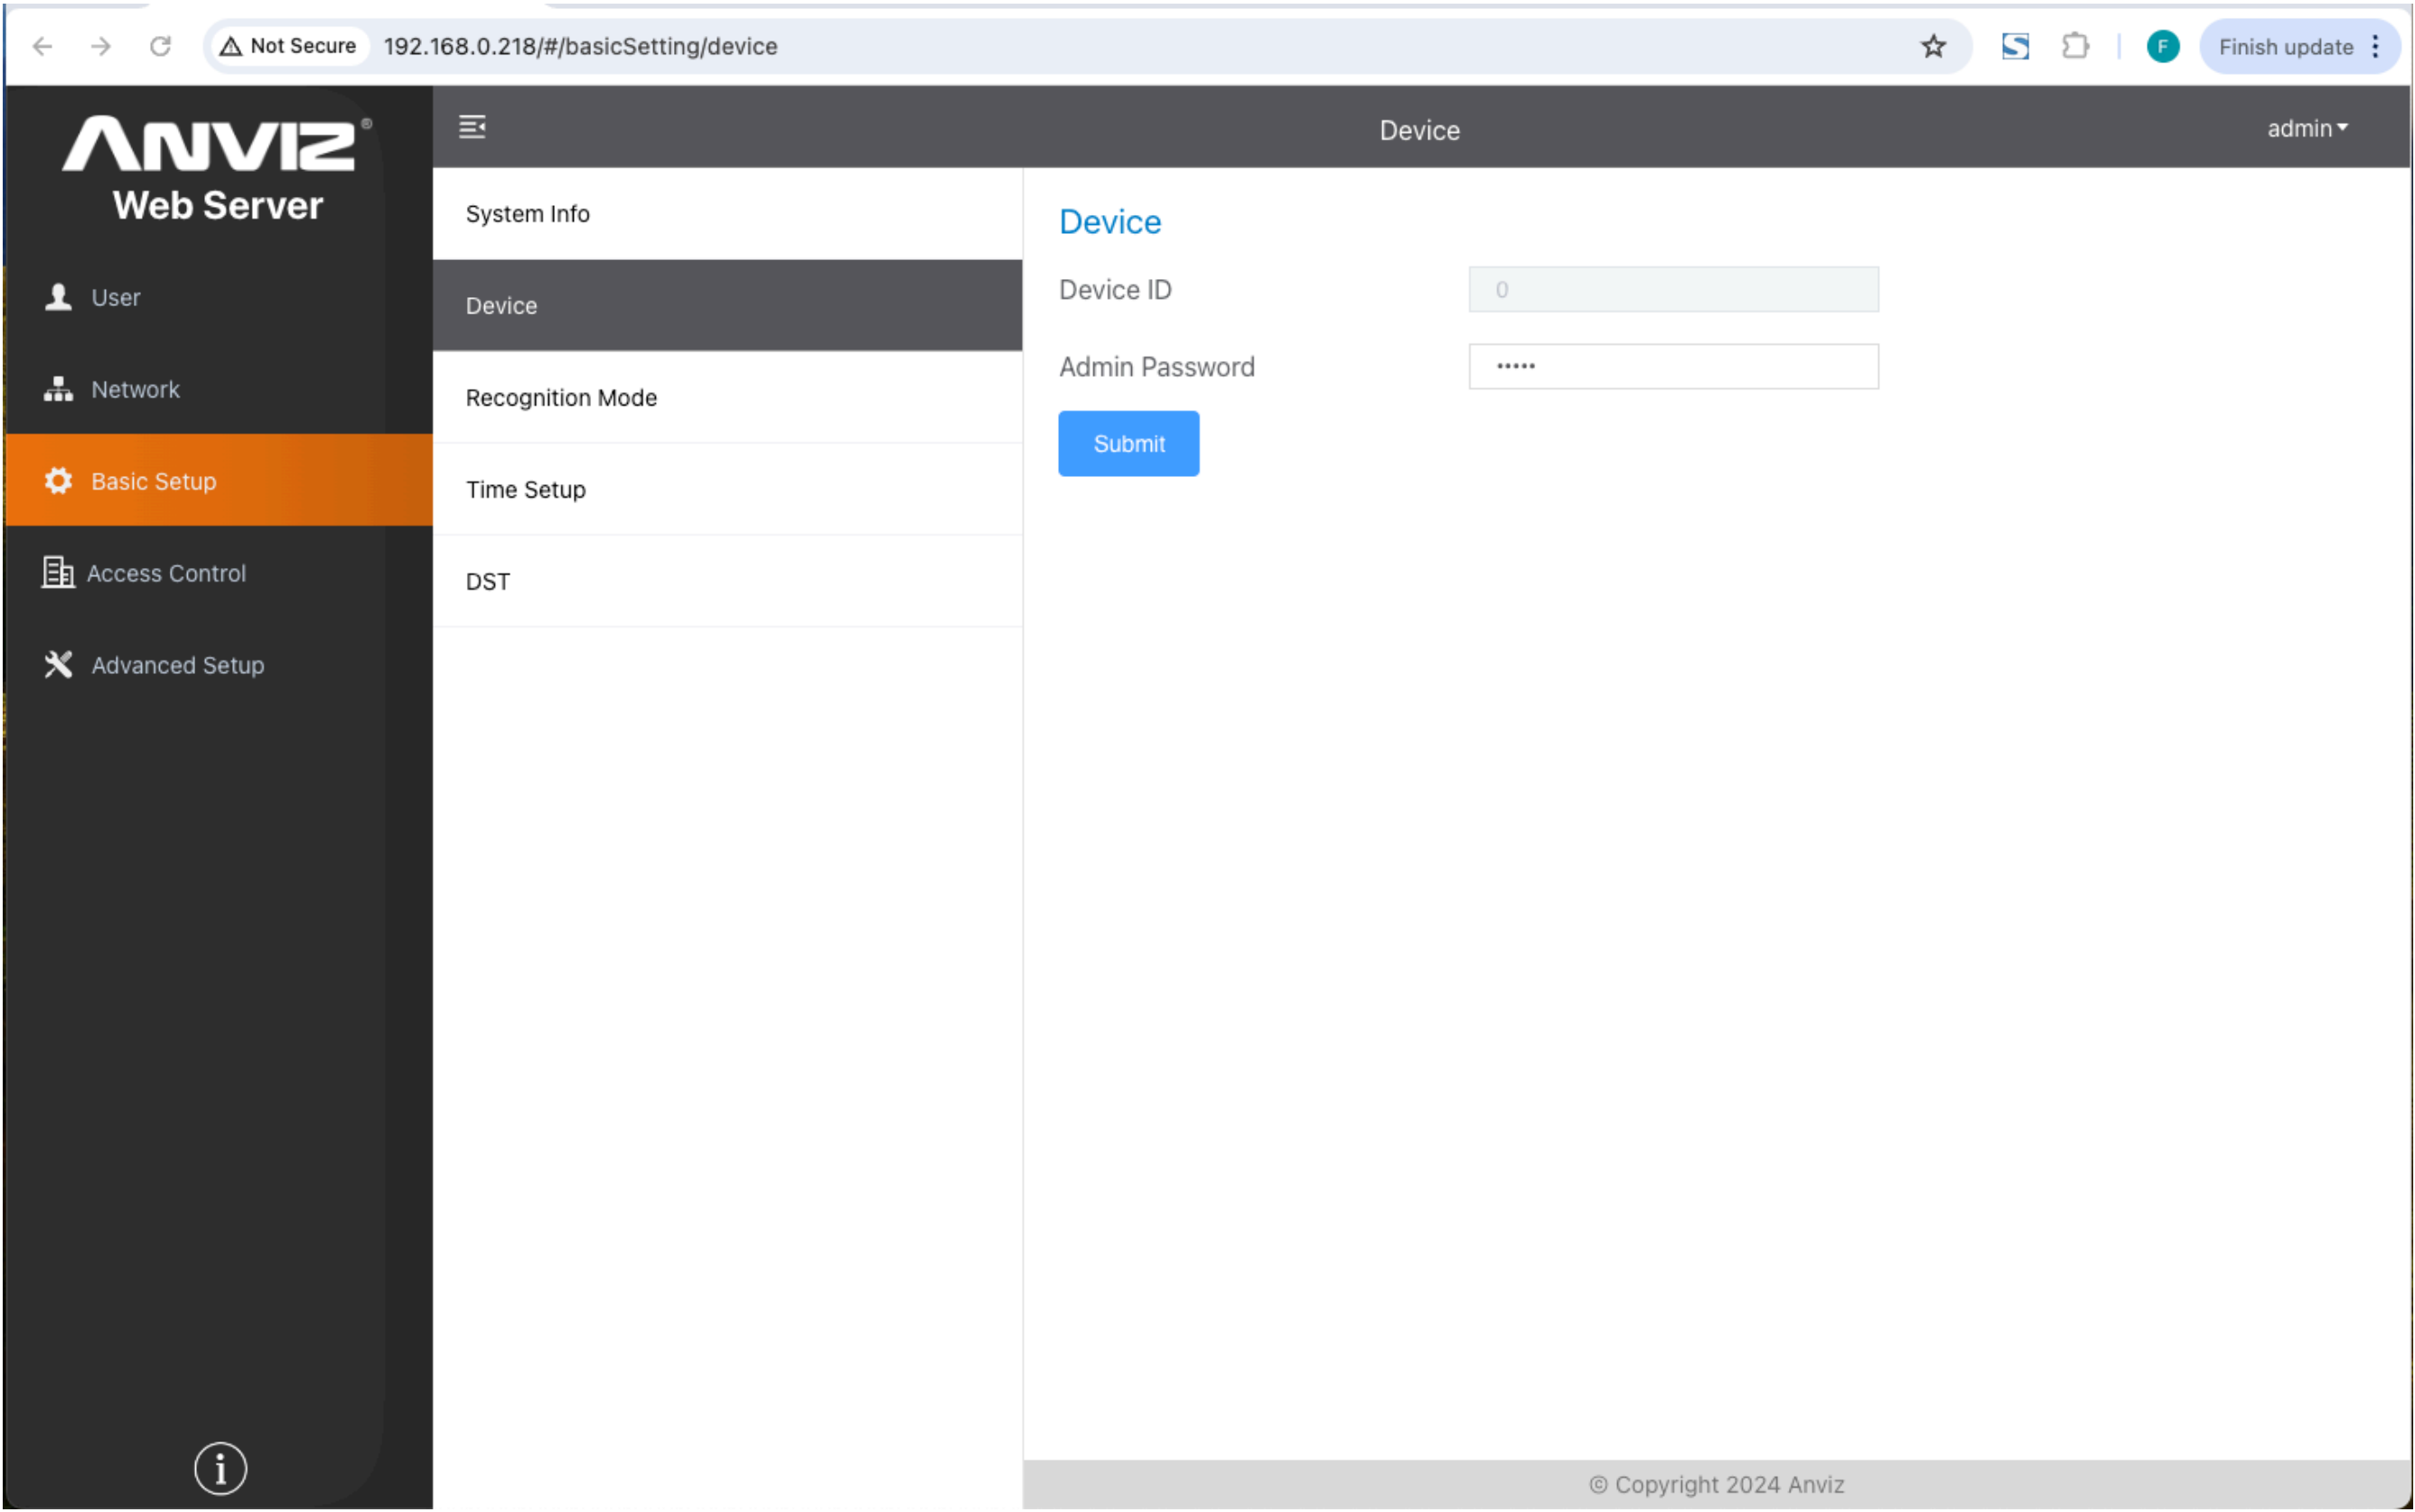 Not Secure 192.168.0.218/#/basicSetting/device F Finish update
ANVIZ®
Web Server
User
Network
Basic Setup
Access Control
Advanced Setup
Device
admin
System Info
Device
Recognition Mode
Time Setup
DST
Device
Device ID 0
Admin Password •••••
Submit
© Copyright 2024 Anviz